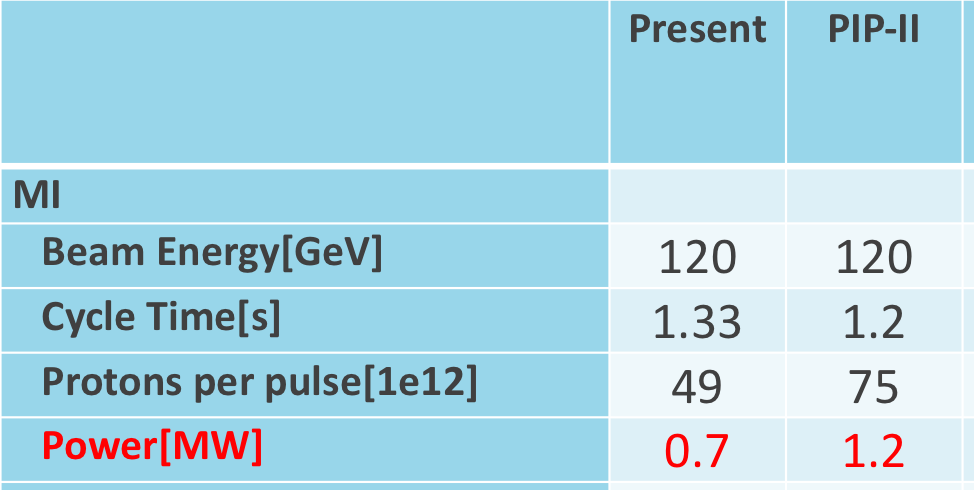 Present PIP-II
MI
Beam Energy[GeV] 120 120
Cycle Time[s] 1.33 1.2
Protons per pulse[1e12] 49 75
Power[MW] 0.7 1.2